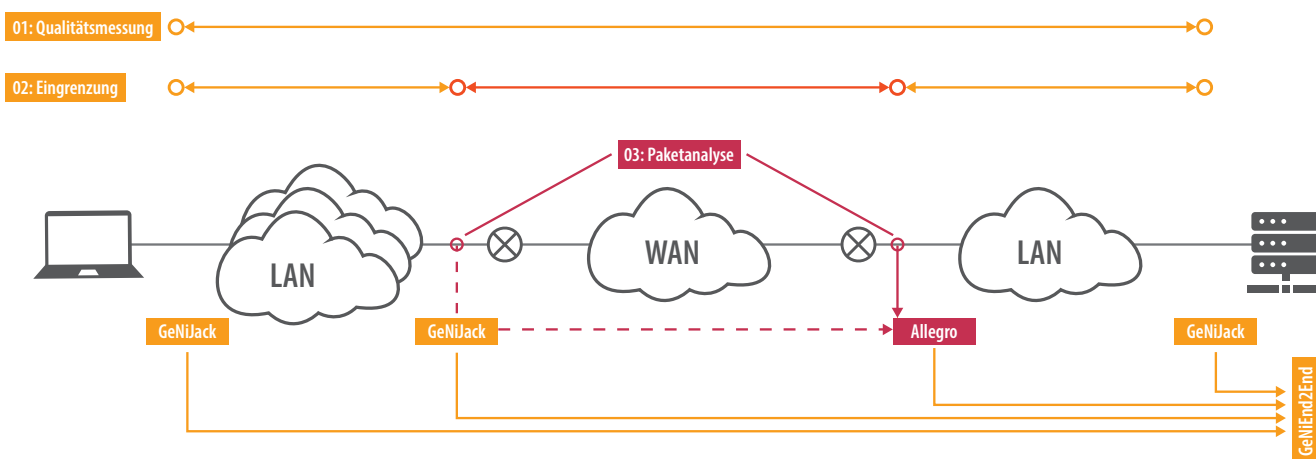 01: Qualitätsmessung
02: Eingrenzung
03: Paketanalyse
LAN
WAN
LAN
GeNiJack
GeNiJack
Allegro
GeNiJack
GeNiEnd2End